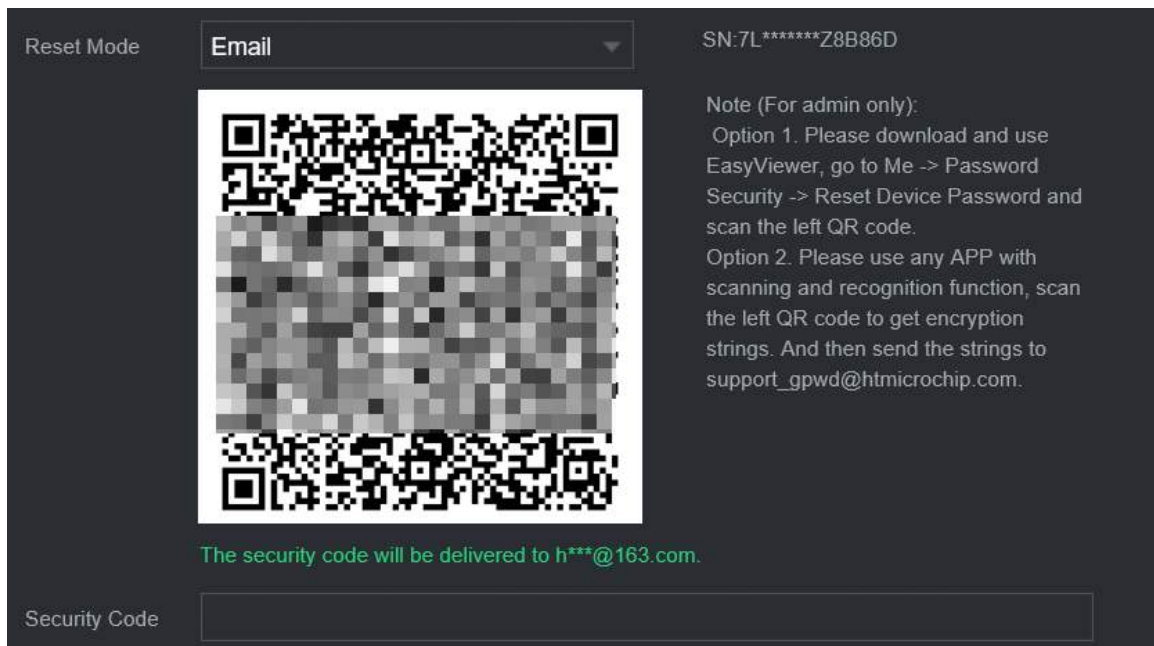 Reset Mode
Email
SN:7L*******Z8B86D
Note (For admin only):
Option 1. Please download and use
EasyViewer, go to Me -> Password
Security -> Reset Device Password and
scan the left QR code.
Option 2. Please use any APP with
scanning and recognition function, scan
the left QR code to get encryption
strings. And then send the strings to
support_gpwd@htmicrochip.com.
The security code will be delivered to h***@163.com.
Security Code